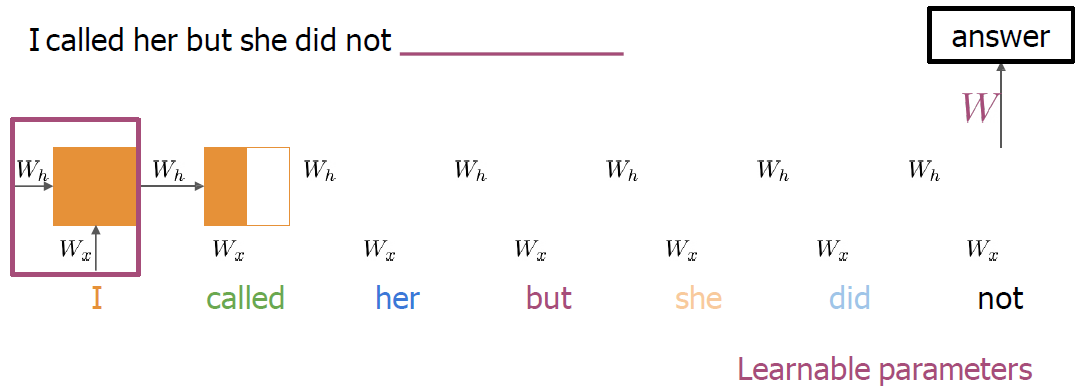 I called her but she did not ____________
answer
W
W_h W_h W_h W_h W_h W_h W_h
W_x W_x W_x W_x W_x W_x W_x
I called her but she did not
Learnable parameters